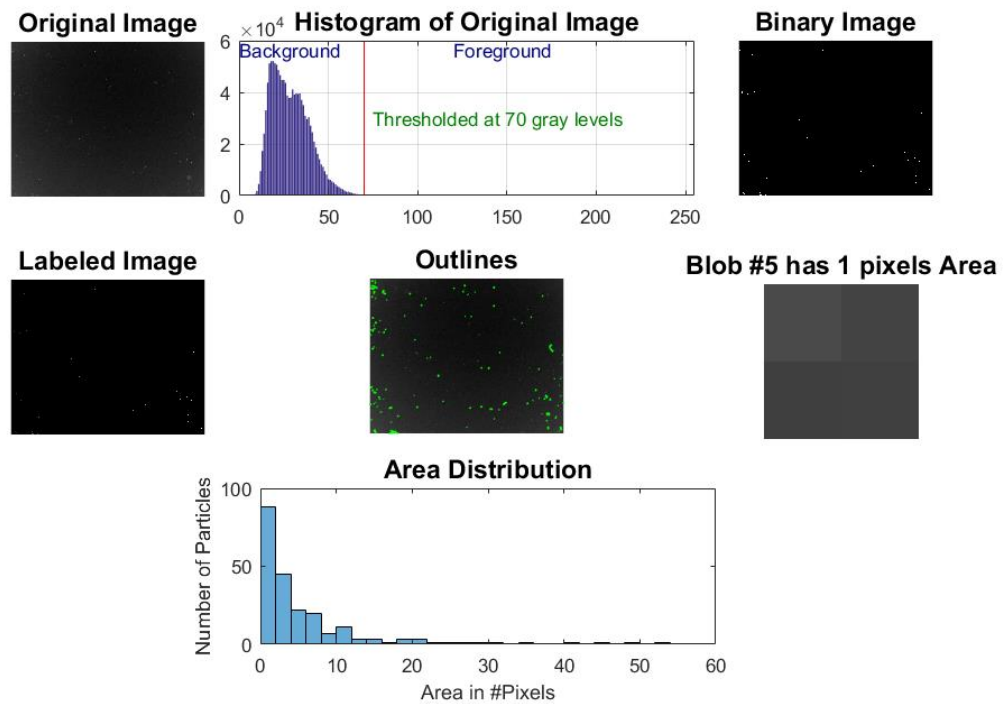 Original Image
Histogram of Original Image
Binary Image
×10⁴
6
4
2
0
Background
Foreground
Thresholded at 70 gray levels
0 50 100 150 200 250
Labeled Image
Outlines
Blob #5 has 1 pixels Area
Area Distribution
Number of Particles
100
50
0
0 10 20 30 40 50 60
Area in #Pixels